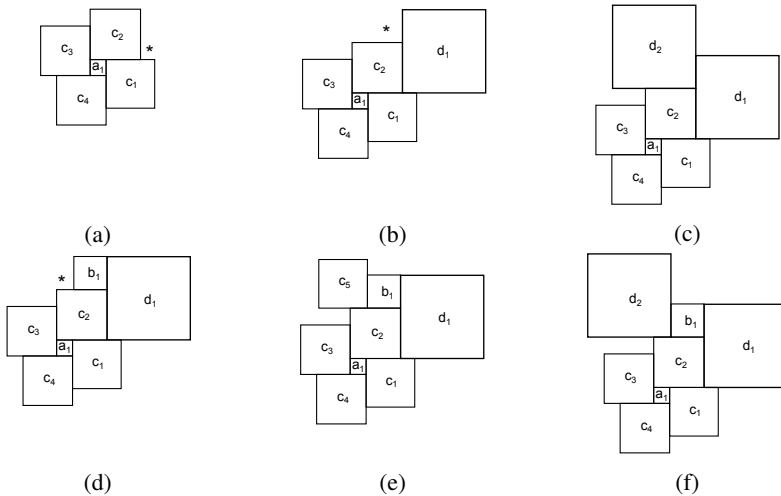 c₂
c₃ *
a₁
c₁
c₄
(a)
* d₁
c₂
c₃
a₁
c₁
c₄
(b)
d₂
d₁
c₂
c₃
a₁
c₁
c₄
(c)
* b₁
d₁
c₂
c₃
a₁
c₁
c₄
(d)
c₅
b₁
d₁
c₂
c₃
a₁
c₁
c₄
(e)
d₂
b₁
d₁
c₂
c₃
a₁
c₁
c₄
(f)